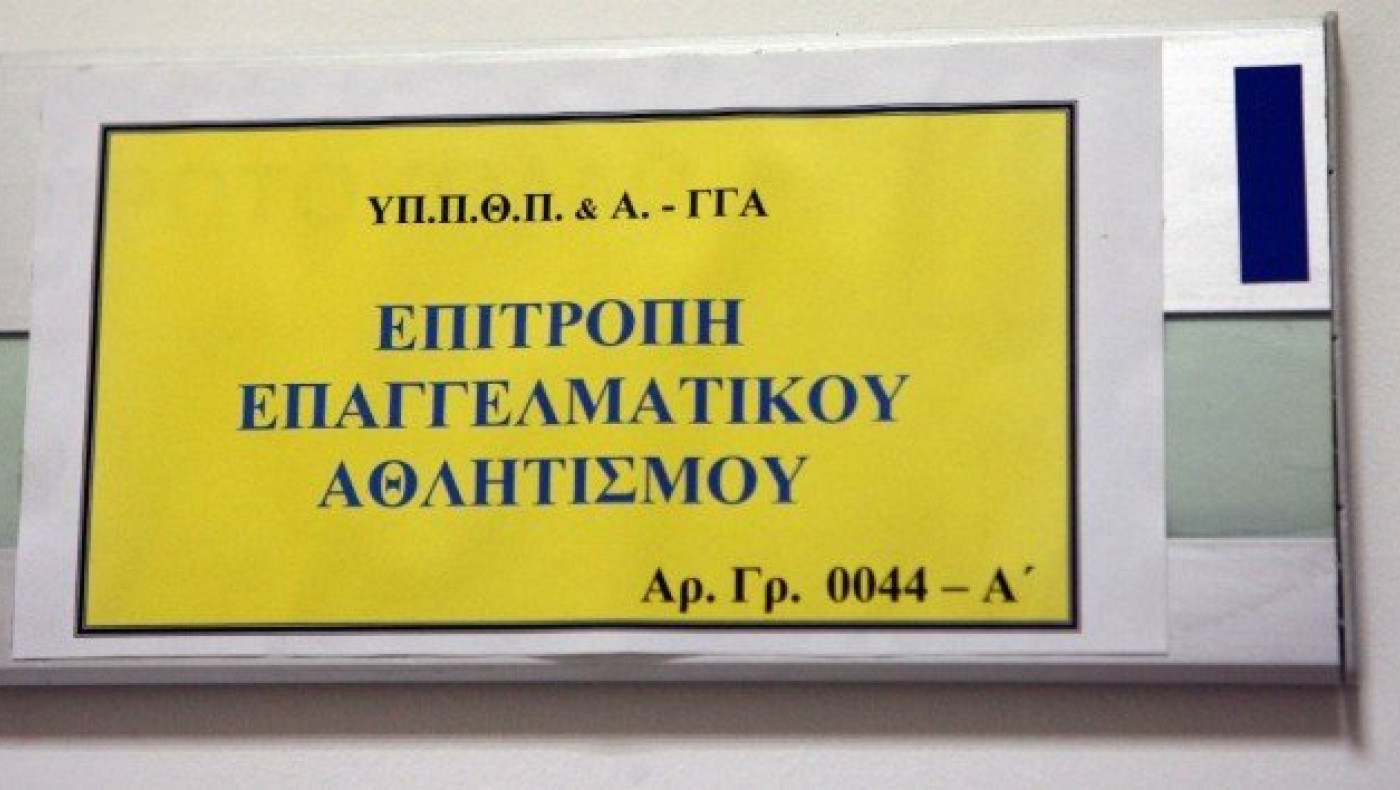 ΥΠ.Π.Θ.Π. & Α. - ΓΓΑ
ΕΠΙΤΡΟΠΗ
ΕΠΑΓΓΕΛΜΑΤΙΚΟΥ
ΑΘΛΗΤΙΣΜΟΥ
Αρ. Γρ. 0044 – Α΄